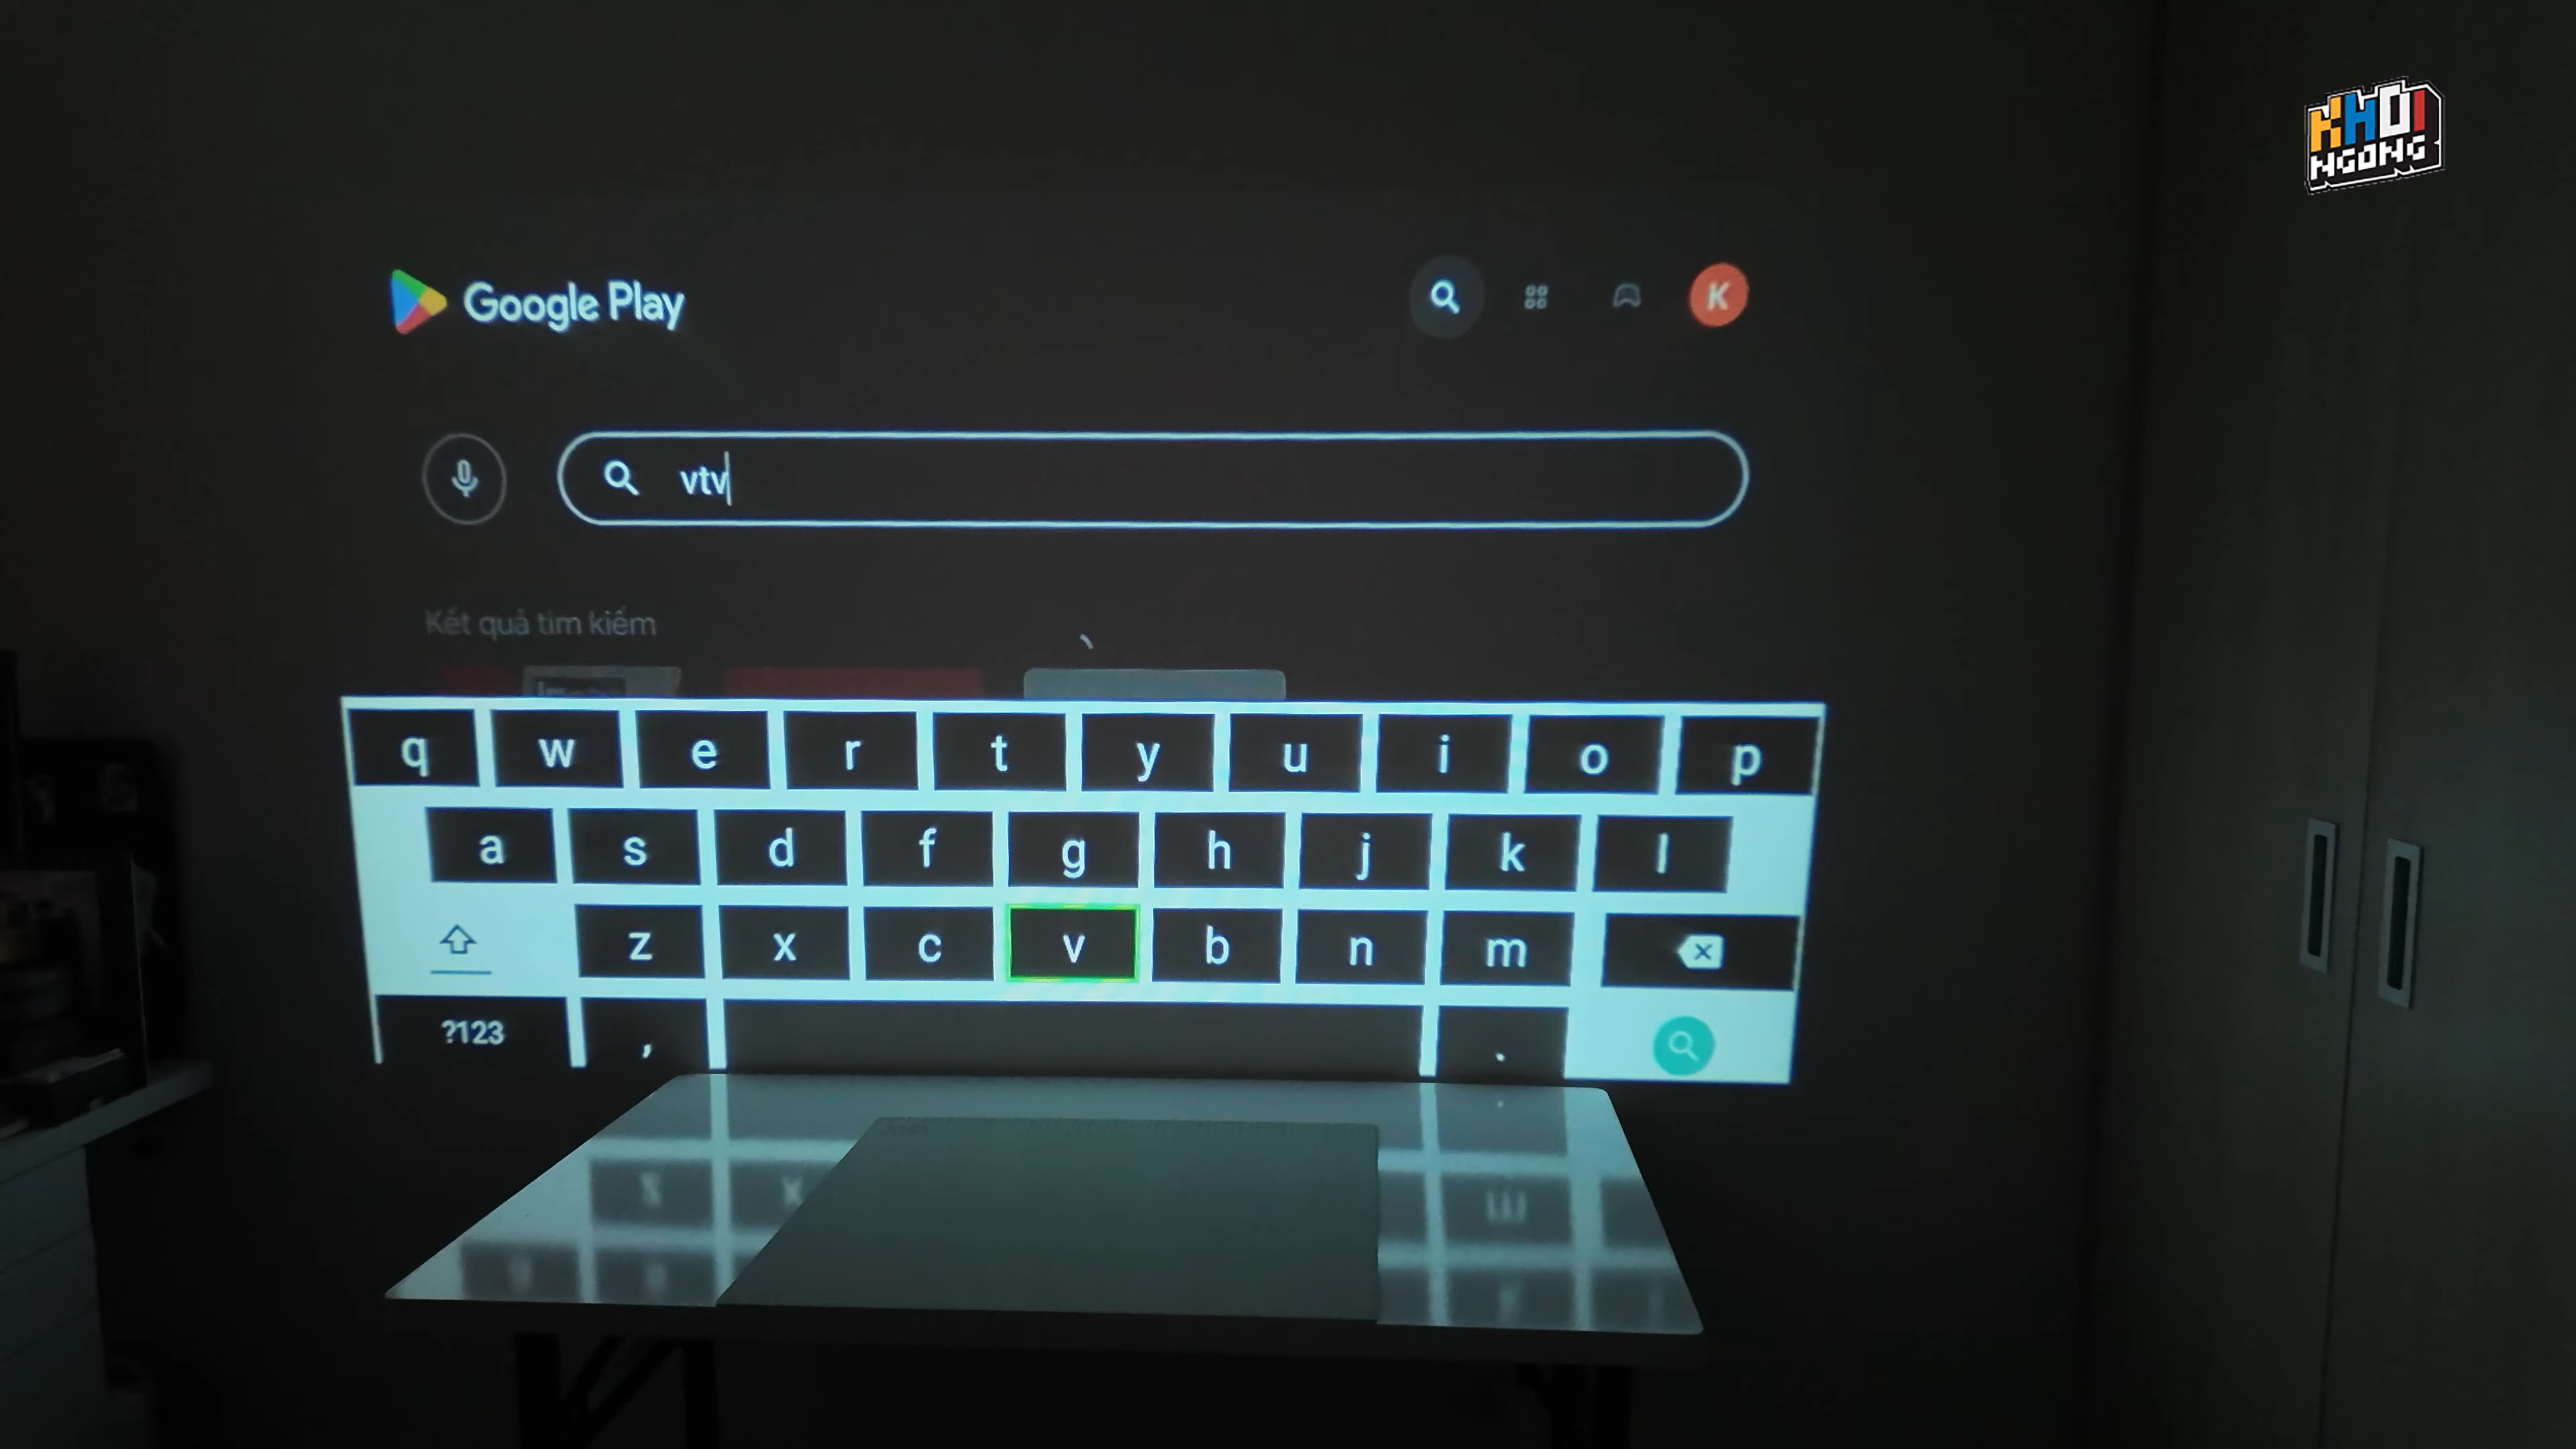 KHOI
NGONG
Google Play
K
vtv
Kết quả tìm kiếm
q w e r t y u i o p
a s d f g h j k l
z x c v b n m
?123 , .